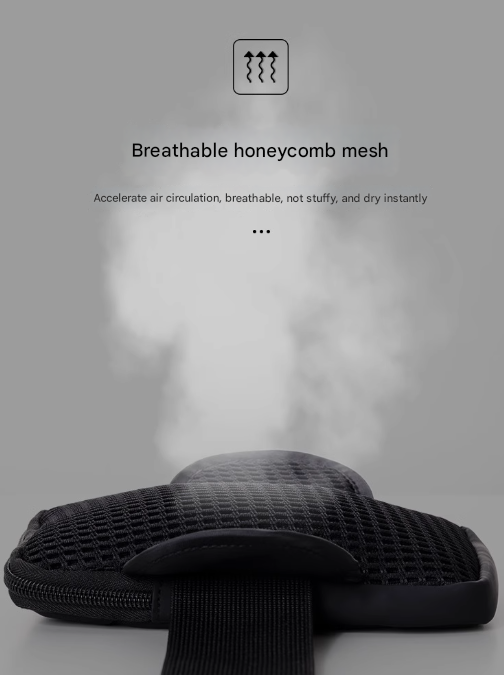 Breathable honeycomb mesh
Accelerate air circulation, breathable, not stuffy, and dry instantly
...